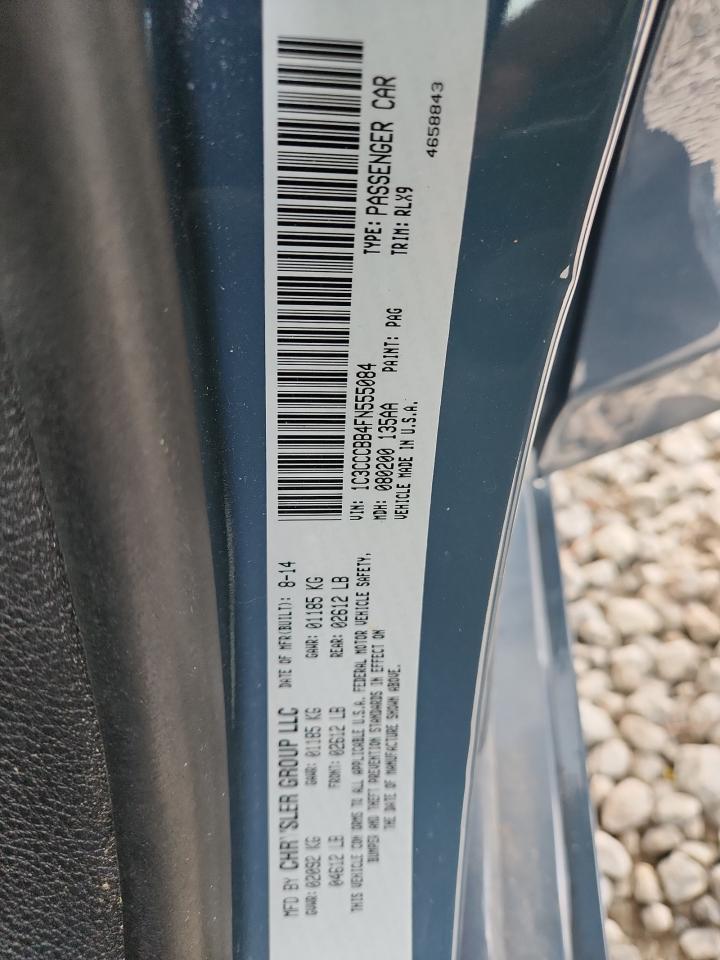 MFD BY CHRYSLER GROUP LLC DATE OF MFR(BUILT): 8-14
GVWR: 02092 KG GAWR: 01185 KG GAWR: 01185 KG
04612 LB FRONT: 02612 LB REAR: 02612 LB
THIS VEHICLE CONFORMS TO ALL APPLICABLE U.S.A. FEDERAL MOTOR VEHICLE SAFETY,
BUMPER AND THEFT PREVENTION STANDARDS IN EFFECT ON
THE DATE OF MANUFACTURE SHOWN ABOVE.
VIN: 1C3CCCBB4FN555084 TYPE: PASSENGER CAR
MDH: 080200 135AA PAINT: PAG TRIM: RLX9
VEHICLE MADE IN U.S.A.
4658843